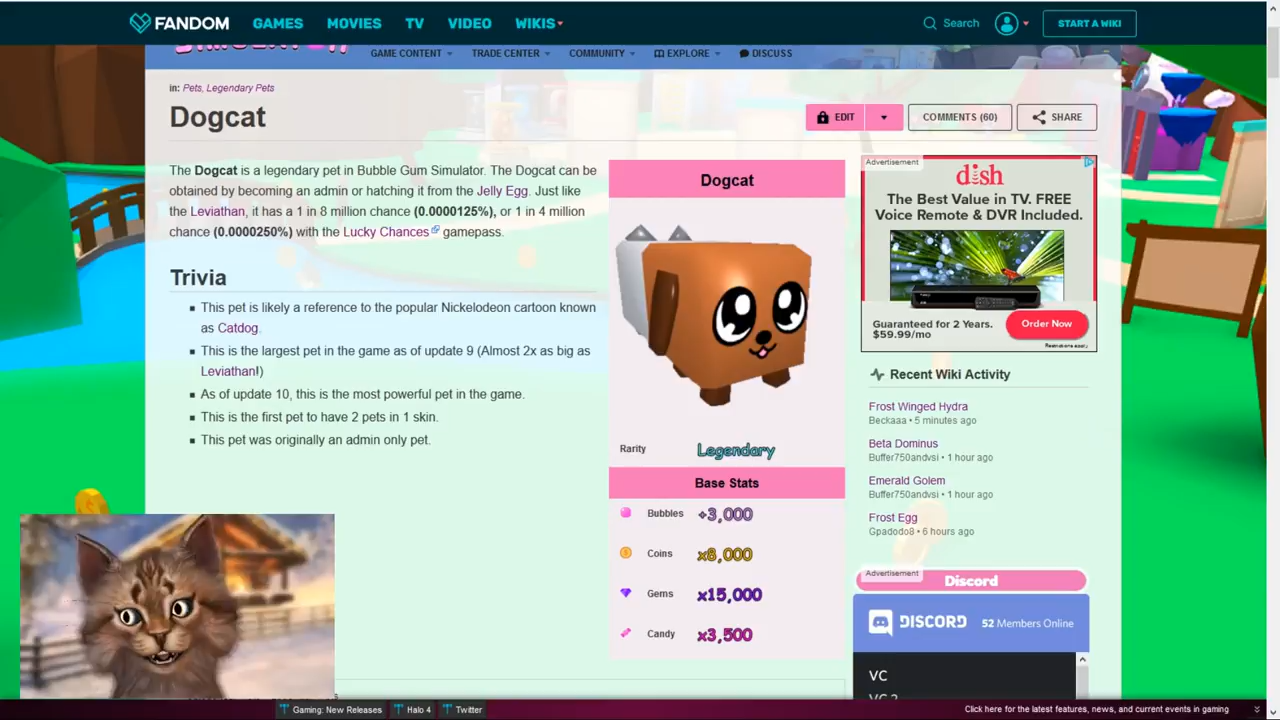 FANDOM
GAMES
MOVIES
TV
VIDEO
WIKIS
Search
START A WIKI
GAME CONTENT
TRADE CENTER
COMMUNITY
EXPLORE
DISCUSS
in: Pets, Legendary Pets
Dogcat
EDIT
COMMENTS (60)
SHARE
The Dogcat is a legendary pet in Bubble Gum Simulator. The Dogcat can be
obtained by becoming an admin or hatching it from the Jelly Egg. Just like
the Leviathan, it has a 1 in 8 million chance (0.0000125%), or 1 in 4 million
chance (0.0000250%) with the Lucky Chances gamepass.
Trivia
This pet is likely a reference to the popular Nickelodeon cartoon known
as Catdog.
This is the largest pet in the game as of update 9 (Almost 2x as big as
Leviathan!)
As of update 10, this is the most powerful pet in the game.
This is the first pet to have 2 pets in 1 skin.
This pet was originally an admin only pet.
Dogcat
Rarity Legendary
Base Stats
Bubbles +3,000
Coins x8,000
Gems x15,000
Candy x3,500
Advertisement
dish
The Best Value in TV. FREE
Voice Remote & DVR Included.
Guaranteed for 2 Years.
$59.99/mo
Order Now
Restrictions apply.
Recent Wiki Activity
Frost Winged Hydra
Beckaaa • 5 minutes ago
Beta Dominus
Buffer750andvsi • 1 hour ago
Emerald Golem
Buffer750andvsi • 1 hour ago
Frost Egg
Gpadodo8 • 6 hours ago
Advertisement
Discord
DISCORD 52 Members Online
VC
VC 2
Gaming: New Releases
Halo 4
Twitter
Click here for the latest features, news, and current events in gaming